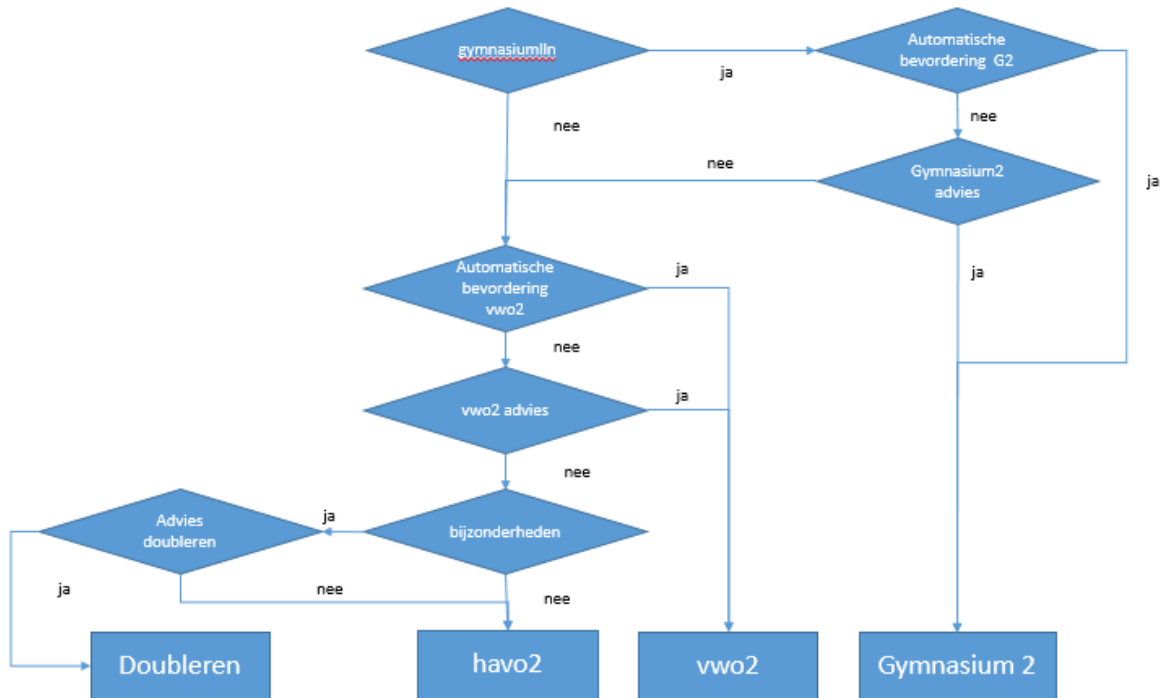 gymnasiumlln
Automatische
bevordering G2
ja
nee
nee
nee
Gymnasium2
advies
ja
Automatische
bevordering
vwo2
ja
ja
nee
vwo2 advies
ja
nee
Advies
doubleren
ja
bijzonderheden
ja
nee
nee
Doubleren
havo2
vwo2
Gymnasium 2